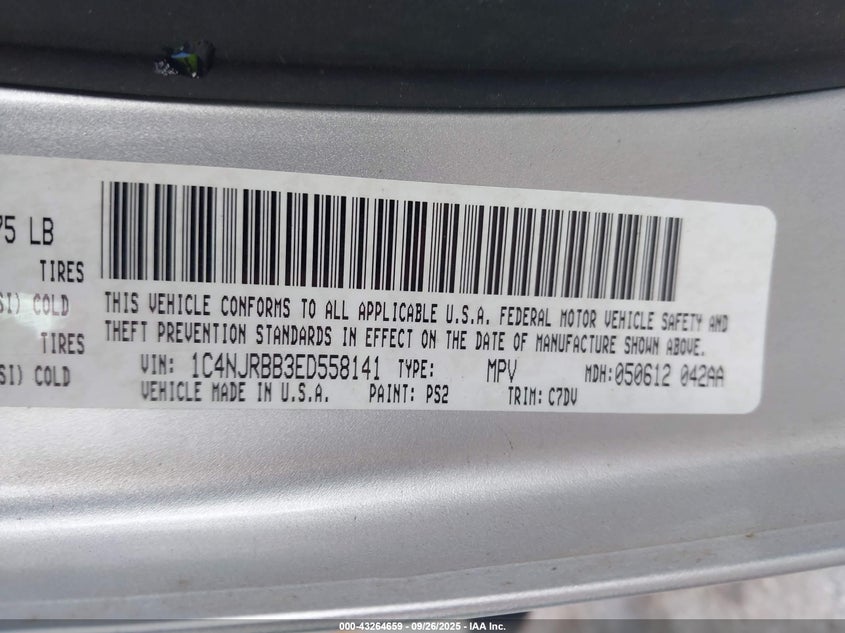 75 LB
TIRES
SI) COLD
TIRES
SI) COLD
THIS VEHICLE CONFORMS TO ALL APPLICABLE U.S.A. FEDERAL MOTOR VEHICLE SAFETY AND
THEFT PREVENTION STANDARDS IN EFFECT ON THE DATE OF MANUFACTURE SHOWN ABOVE.
VIN: 1C4NJRBB3ED558141 TYPE: MPV MDH:050612 042AA
VEHICLE MADE IN U.S.A. PAINT: PS2 TRIM: C7DV
000-43264659 - 09/26/2025 - IAA Inc.